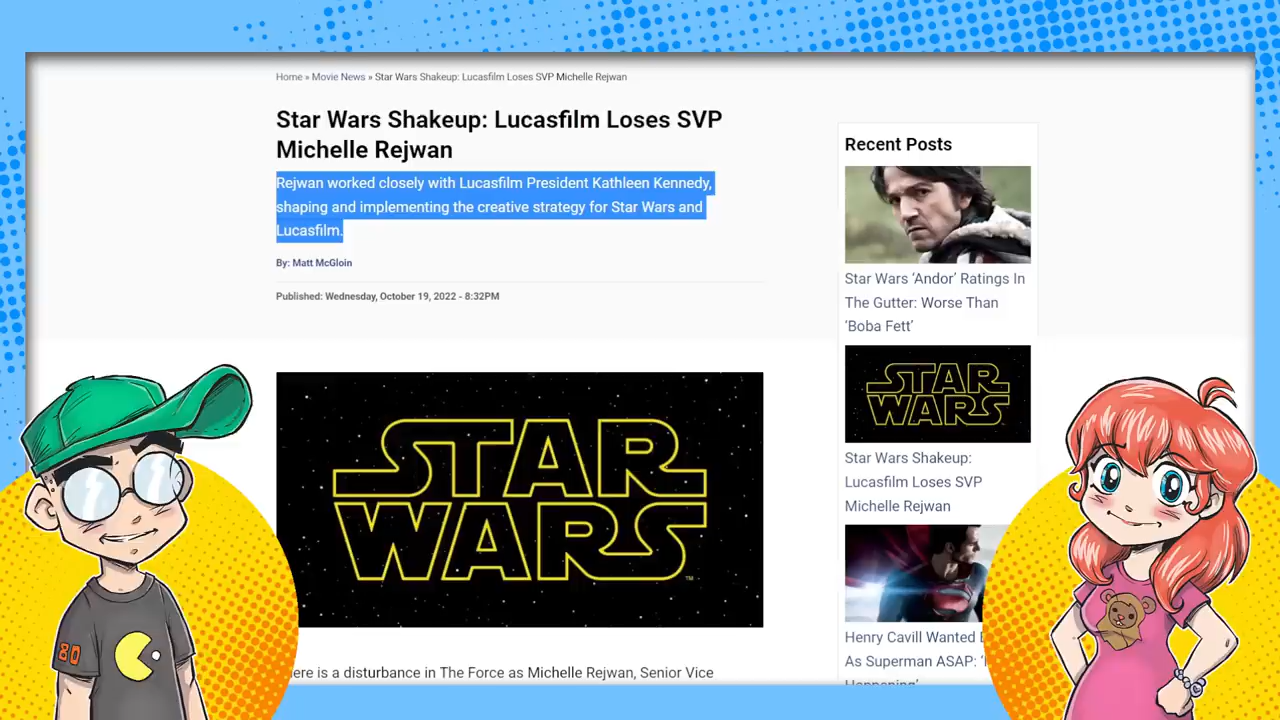 Home » Movie News » Star Wars Shakeup: Lucasfilm Loses SVP Michelle Rejwan
Star Wars Shakeup: Lucasfilm Loses SVP
Michelle Rejwan
Rejwan worked closely with Lucasfilm President Kathleen Kennedy,
shaping and implementing the creative strategy for Star Wars and
Lucasfilm.
By: Matt McGloin
Published: Wednesday, October 19, 2022 - 8:32PM
STAR
WARS
ere is a disturbance in The Force as Michelle Rejwan, Senior Vice
Recent Posts
Star Wars ‘Andor’ Ratings In
The Gutter: Worse Than
‘Boba Fett’
STAR
WARS
Star Wars Shakeup:
Lucasfilm Loses SVP
Michelle Rejwan
Henry Cavill Wanted
As Superman ASAP:
Happening’
80